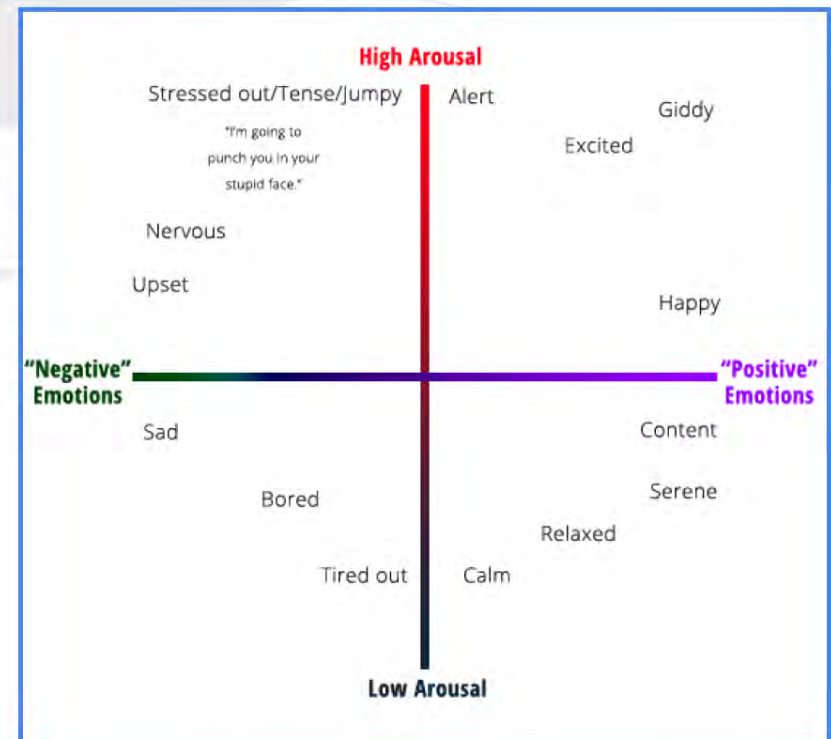 High Arousal
Stressed out/Tense/Jumpy
Alert
Giddy
"I'm going to
punch you in your
stupid face."
Excited
Nervous
Upset
Happy
“Negative”
Emotions
“Positive”
Emotions
Sad
Content
Bored
Serene
Relaxed
Tired out
Calm
Low Arousal